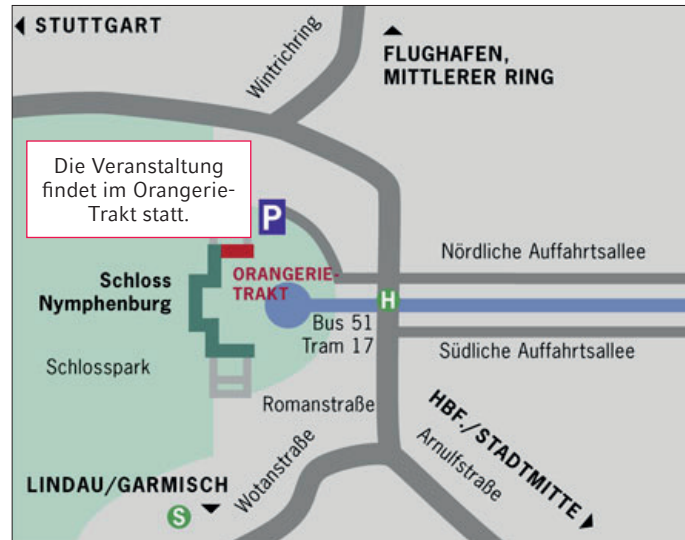 STUTTGART
Wintrichring
FLUGHAFEN,
MITTLERER RING
Die Veranstaltung
findet im Orangerie-
Trakt statt.
P
Schloss
Nymphenburg
ORANGERIE-
TRAKT
Nördliche Auffahrtsallee
H
Bus 51
Tram 17
Südliche Auffahrtsallee
Schlosspark
Romanstraße
HBF./STADTMITTE
Arnulfstraße
Wotanstraße
LINDAU/GARMISCH
S